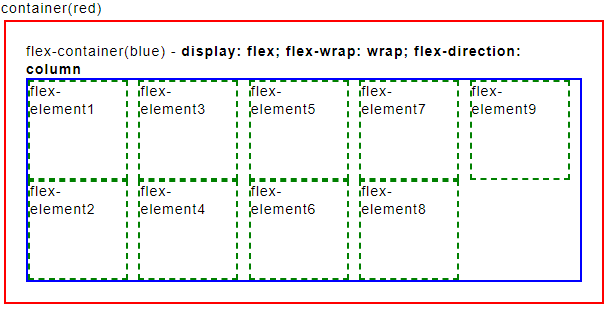 container(red)
flex-container(blue) - display: flex; flex-wrap: wrap; flex-direction:
column
flex-
element1
flex-
element3
flex-
element5
flex-
element7
flex-
element9
flex-
element2
flex-
element4
flex-
element6
flex-
element8